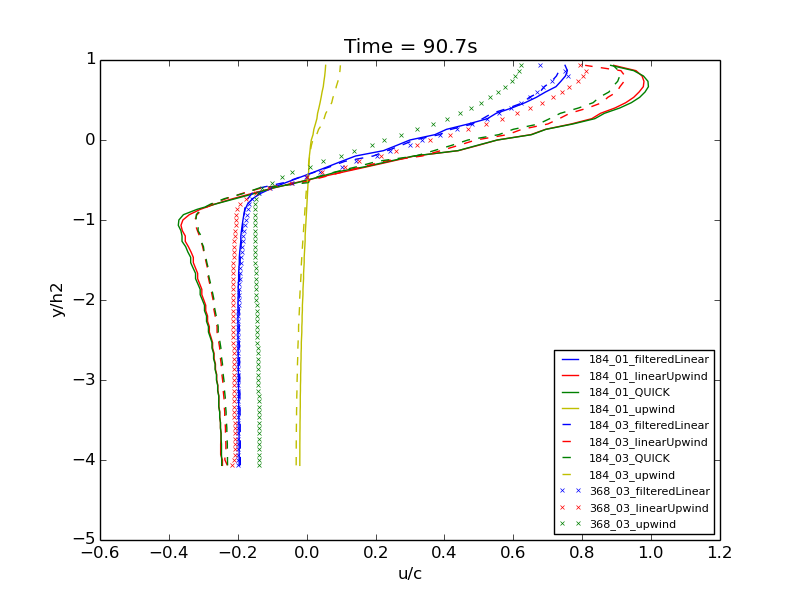 Time = 90.7s
1
0
−1
−2
−3
−4
−5
y/h2
184_01_filteredLinear
184_01_linearUpwind
184_01_QUICK
184_01_upwind
184_03_filteredLinear
184_03_linearUpwind
184_03_QUICK
184_03_upwind
368_03_filteredLinear
368_03_linearUpwind
368_03_upwind
−0.6 −0.4 −0.2 0.0 0.2 0.4 0.6 0.8 1.0 1.2
u/c